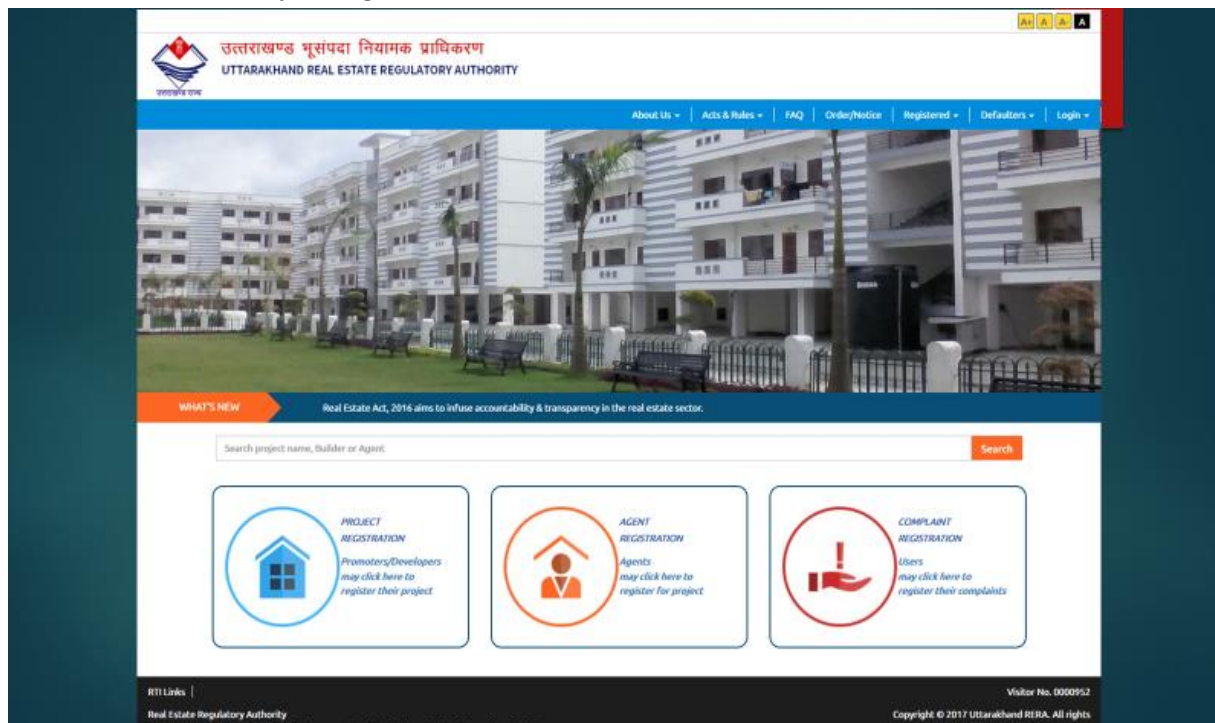 A+ A A- A
उत्तराखण्ड भूसंपदा नियामक प्राधिकरण
UTTARAKHAND REAL ESTATE REGULATORY AUTHORITY
उत्तराखण्ड राज्य
About Us Acts & Rules FAQ Order/Notice Registered Defaulters Login
WHAT'S NEW Real Estate Act, 2016 aims to infuse accountability & transparency in the real estate sector.
Search project name, Builder or Agent Search
PROJECT
REGISTRATION
Promoters/Developers
may click here to
register their project
AGENT
REGISTRATION
Agents
may click here to
register for project
COMPLAINT
REGISTRATION
Users
may click here to
register their complaints
RTI Links Visitor No. 0000952
Real Estate Regulatory Authority Copyright © 2017 Uttarakhand RERA. All rights